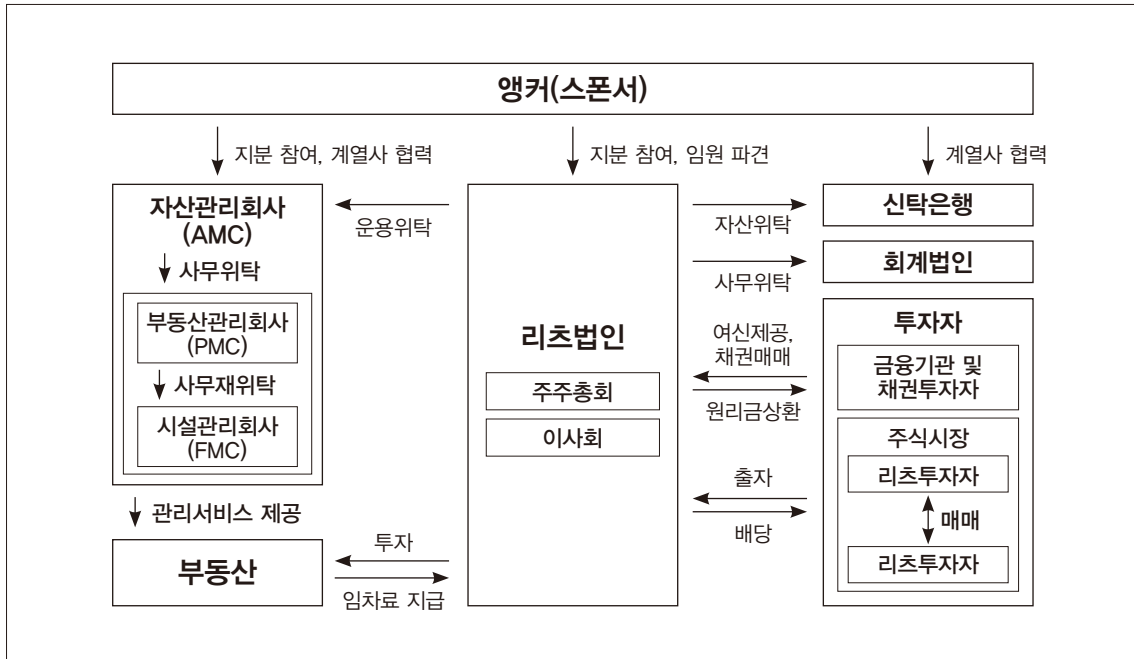 앵커(스폰서)
지분 참여, 계열사 협력
지분 참여, 임원 파견
계열사 협력
자산관리회사
(AMC)
사무위탁
부동산관리회사
(PMC)
사무재위탁
시설관리회사
(FMC)
관리서비스 제공
부동산
운용위탁
투자
임차료 지급
리츠법인
주주총회
이사회
자산위탁
사무위탁
여신제공,
채권매매
원리금상환
출자
배당
신탁은행
회계법인
투자자
금융기관 및
채권투자자
주식시장
리츠투자자
매매
리츠투자자